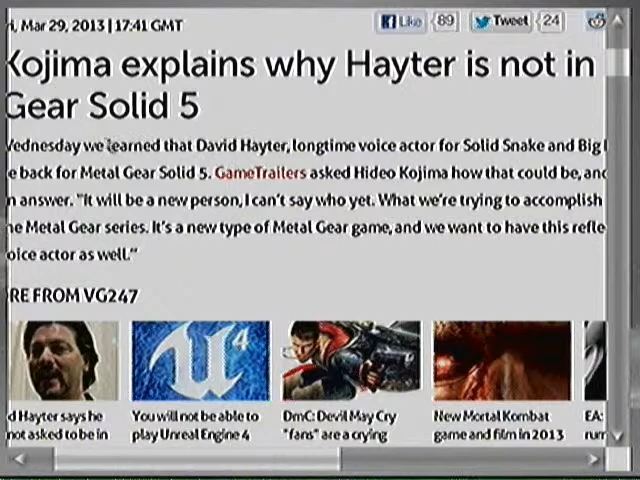 i, Mar 29, 2013 | 17:41 GMT
Like 89 Tweet 24
Kojima explains why Hayter is not in
Gear Solid 5
Wednesday we learned that David Hayter, longtime voice actor for Solid Snake and Big
e back for Metal Gear Solid 5. GameTrailers asked Hideo Kojima how that could be, and
n answer. "It will be a new person, I can't say who yet. What we're trying to accomplish
he Metal Gear series. It's a new type of Metal Gear game, and we want to have this refle
oice actor as well."
RE FROM VG247
4
d Hayter says he
not asked to be in
You will not be able to
play Unreal Engine 4
DmC: Devil May Cry
"fans" are a crying
New Mortal Kombat
game and film in 2013
EA:
rum